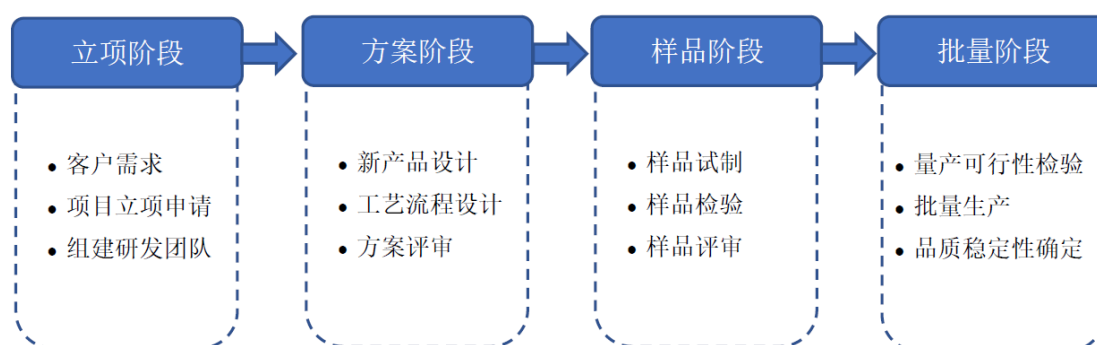 立项阶段
方案阶段
样品阶段
批量阶段
• 客户需求
• 项目立项申请
• 组建研发团队
• 新产品设计
• 工艺流程设计
• 方案评审
• 样品试制
• 样品检验
• 样品评审
• 量产可行性检验
• 批量生产
• 品质稳定性确定